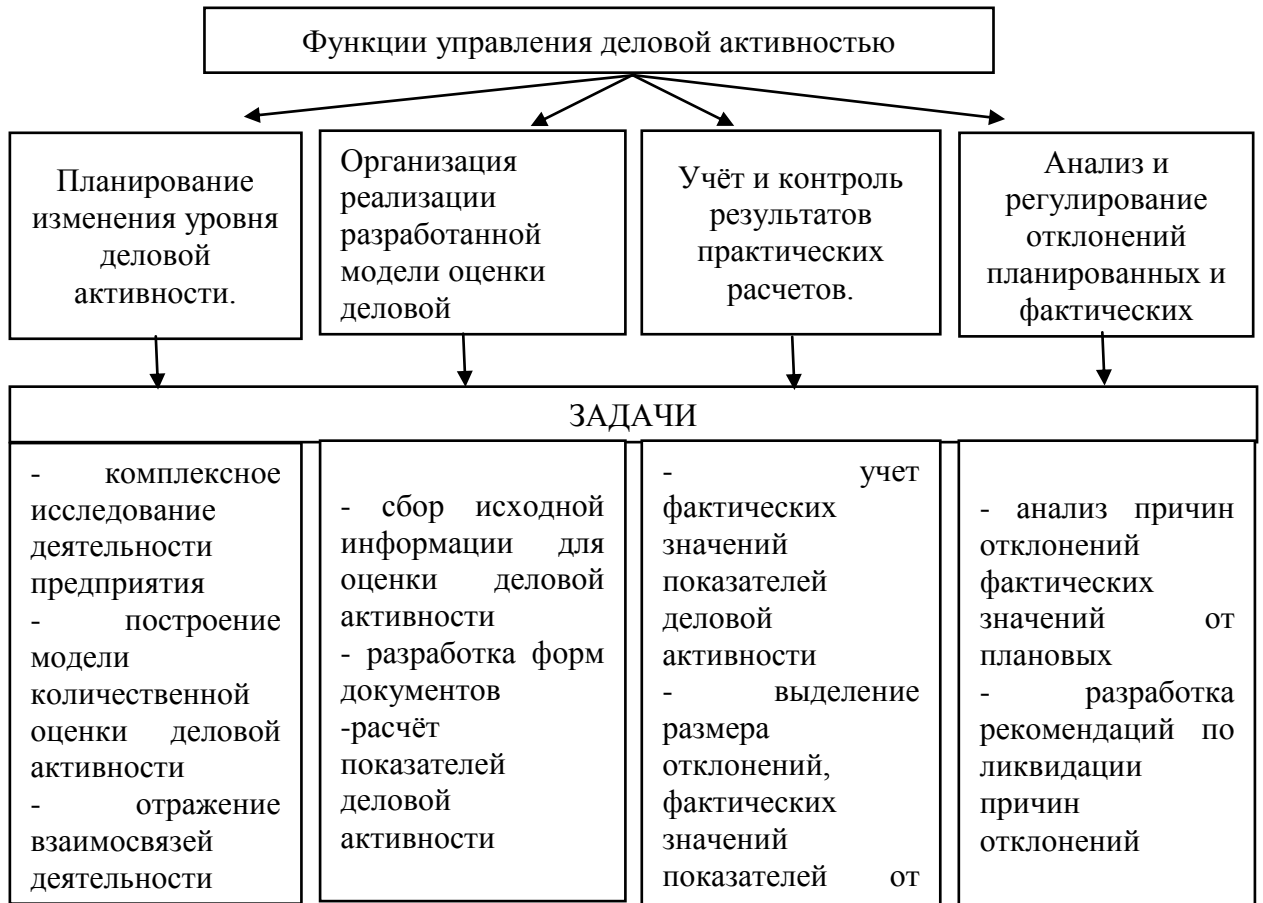 Функции управления деловой активностью
Планирование
изменения уровня
деловой
активности.
Организация
реализации
разработанной
модели оценки
деловой
Учёт и контроль
результатов
практических
расчетов.
Анализ и
регулирование
отклонений
планированных и
фактических
ЗАДАЧИ
- комплексное
исследование
деятельности
предприятия
- построение
модели
количественной
оценки деловой
активности
- отражение
взаимосвязей
деятельности
- сбор исходной
информации для
оценки деловой
активности
- разработка форм
документов
-расчёт
показателей
деловой
активности
- учет
фактических
значений
показателей
деловой
активности
- выделение
размера
отклонений,
фактических
значений
показателей от
- анализ причин
отклонений
фактических
значений от
плановых
- разработка
рекомендаций по
ликвидации
причин
отклонений